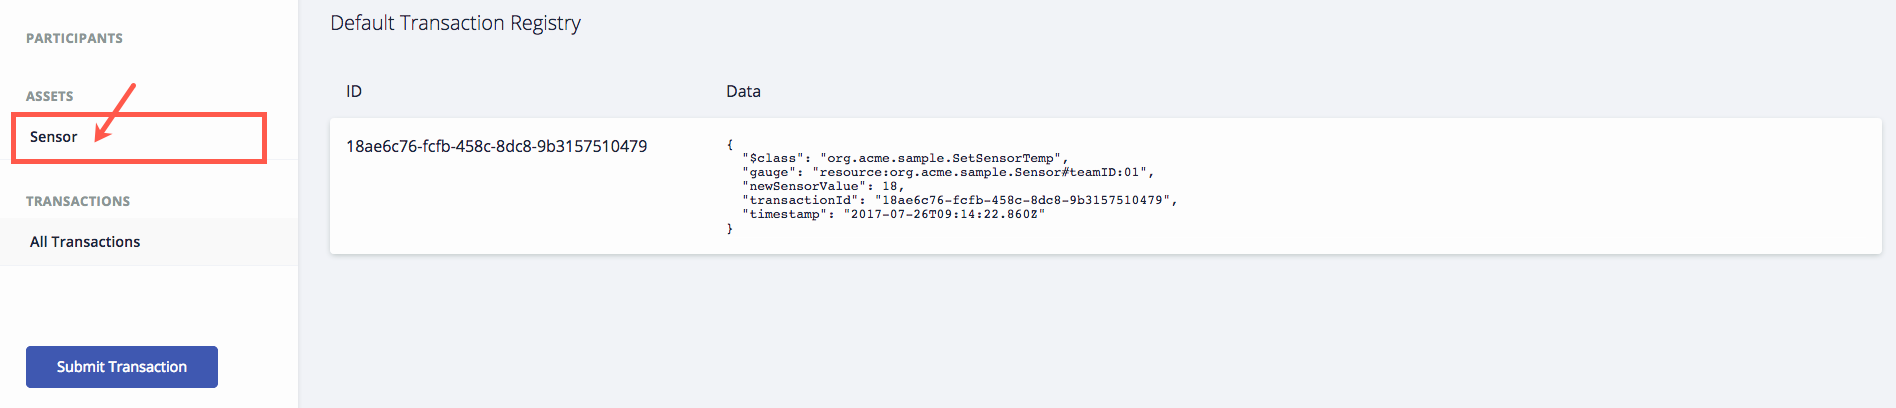 PARTICIPANTS
ASSETS
Sensor
TRANSACTIONS
All Transactions
Submit Transaction
Default Transaction Registry
ID Data
18ae6c76-fcfb-458c-8dc8-9b3157510479
{
"$class": "org.acme.sample.SetSensorTemp",
"gauge": "resource:org.acme.sample.Sensor#teamID:01",
"newSensorValue": 18,
"transactionId": "18ae6c76-fcfb-458c-8dc8-9b3157510479",
"timestamp": "2017-07-26T09:14:22.860Z"
}